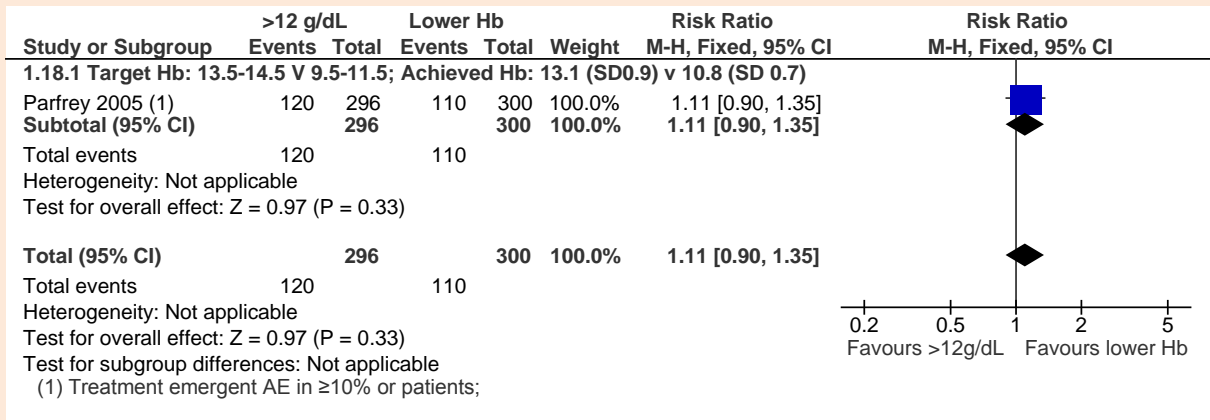 >12 g/dL Lower Hb Risk Ratio Risk Ratio
Study or Subgroup Events Total Events Total Weight M-H, Fixed, 95% CI M-H, Fixed, 95% CI
1.18.1 Target Hb: 13.5-14.5 V 9.5-11.5; Achieved Hb: 13.1 (SD0.9) v 10.8 (SD 0.7)
Parfrey 2005 (1) 120 296 110 300 100.0% 1.11 [0.90, 1.35]
Subtotal (95% CI) 296 300 100.0% 1.11 [0.90, 1.35]
Total events 120 110
Heterogeneity: Not applicable
Test for overall effect: Z = 0.97 (P = 0.33)
Total (95% CI) 296 300 100.0% 1.11 [0.90, 1.35]
Total events 120 110
Heterogeneity: Not applicable
Test for overall effect: Z = 0.97 (P = 0.33)
Test for subgroup differences: Not applicable
(1) Treatment emergent AE in ≥10% or patients;
0.2 0.5 1 2 5
Favours >12g/dL Favours lower Hb